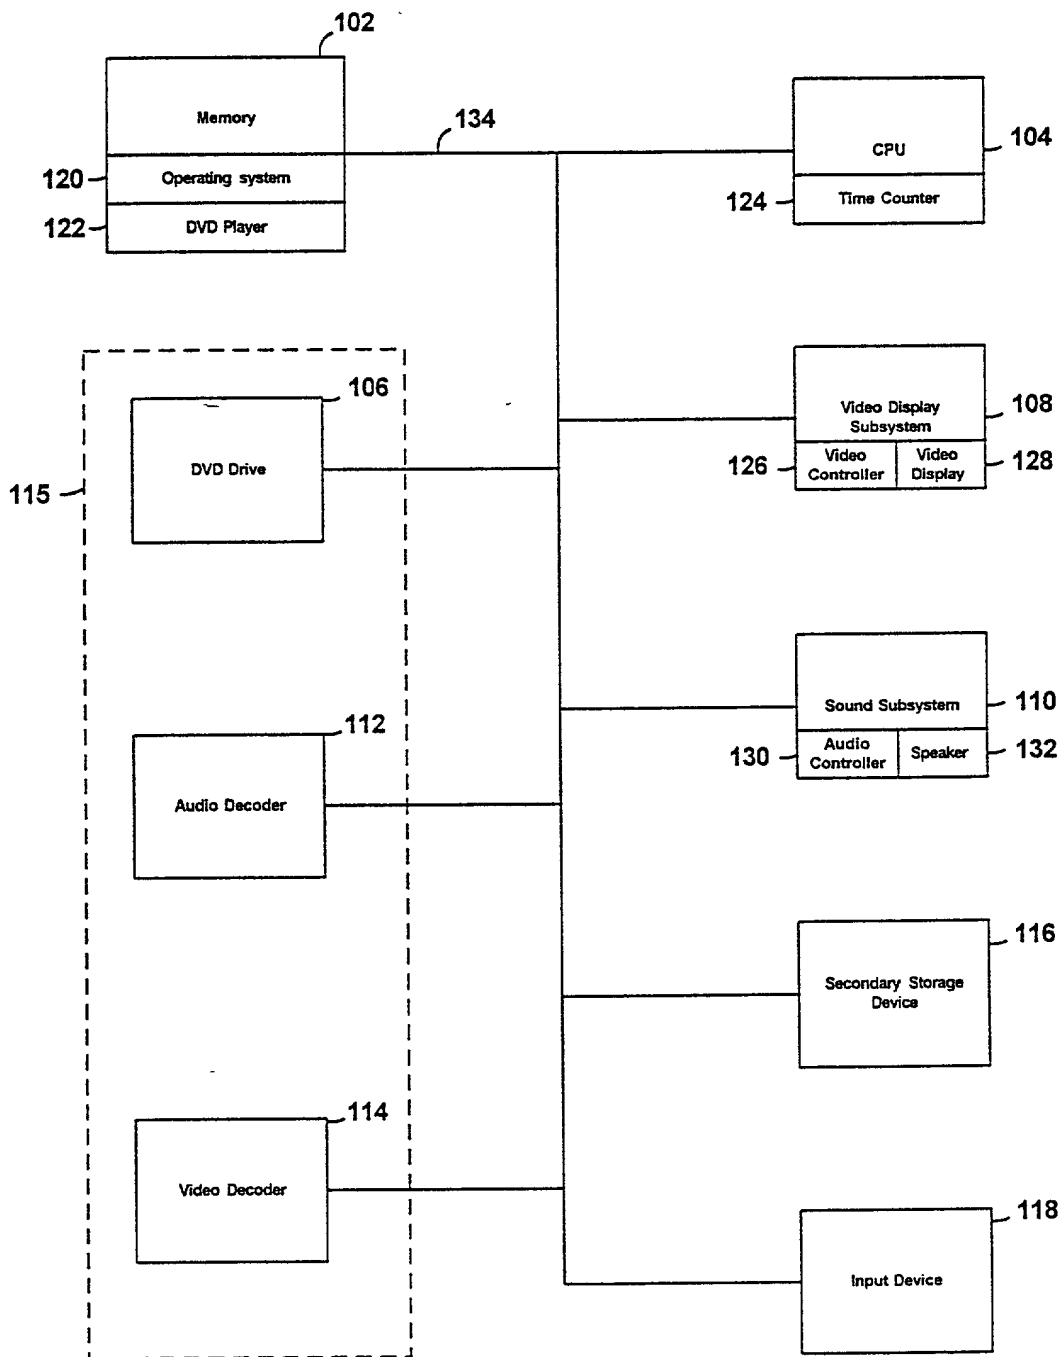 102
Memory
134
104
CPU
120
Operating system
124
Time Counter
122
DVD Player
106
DVD Drive
115
Video Display
Subsystem
108
126
Video
Controller
Video
Display
128
112
Audio Decoder
Sound Subsystem
110
130
Audio
Controller
Speaker
132
116
Secondary Storage
Device
114
Video Decoder
118
Input Device